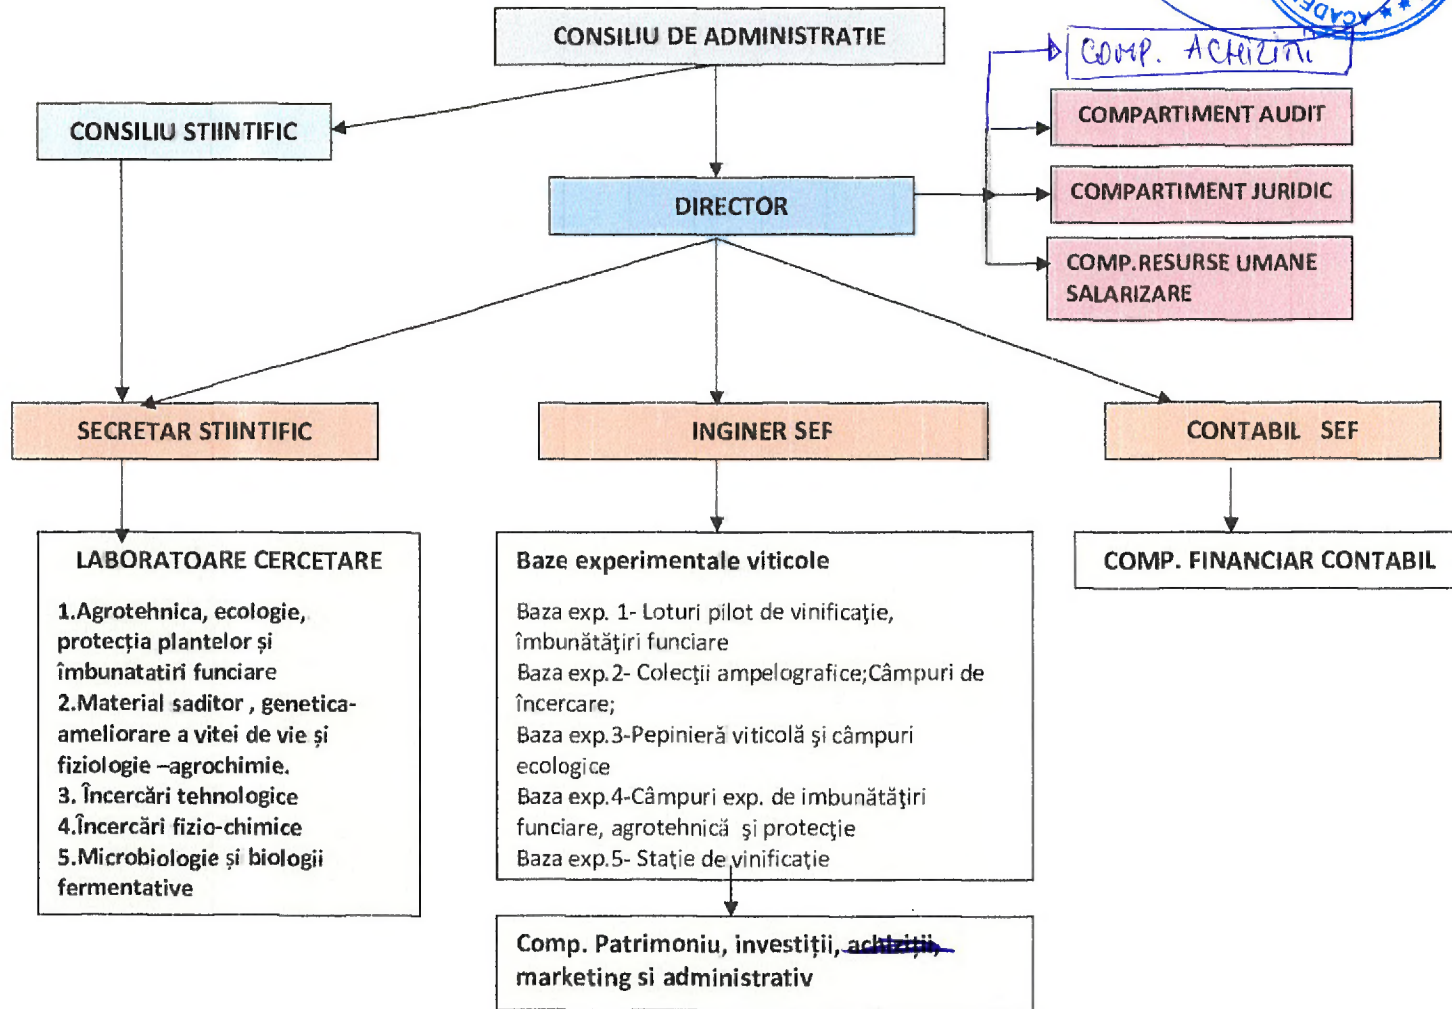 CONSILIU DE ADMINISTRATIE
COMP. ACHIZITII
COMPARTIMENT AUDIT
CONSILIU STIINTIFIC
COMPARTIMENT JURIDIC
DIRECTOR
COMP.RESURSE UMANE
SALARIZARE
SECRETAR STIINTIFIC
INGINER SEF
CONTABIL SEF
LABORATOARE CERCETARE
1.Agrotehnica, ecologie,
protecția plantelor și
îmbunatatiri funciare
2.Material saditor , genetica-
ameliorare a vitei de vie și
fiziologie –agrochimie.
3. Încercări tehnologice
4.Încercări fizio-chimice
5.Microbiologie și biologii
fermentative
Baze experimentale viticole
Baza exp. 1- Loturi pilot de vinificaţie,
îmbunătăţiri funciare
Baza exp.2- Colecţii ampelografice;Câmpuri de
încercare;
Baza exp.3-Pepinieră viticolă şi câmpuri
ecologice
Baza exp.4-Câmpuri exp. de imbunătăţiri
funciare, agrotehnică şi protecţie
Baza exp.5- Staţie de vinificaţie
Comp. Patrimoniu, investiții, achiziții,
marketing si administrativ
COMP. FINANCIAR CONTABIL